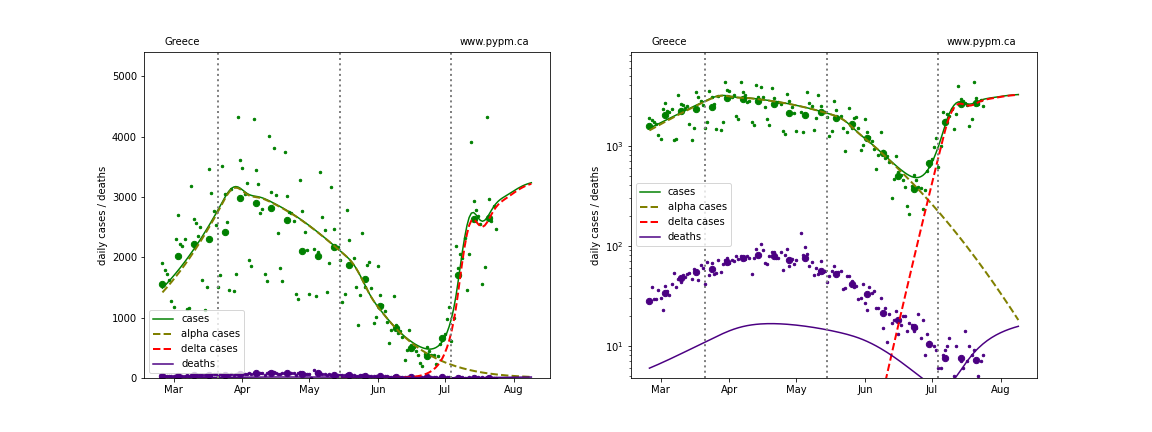 Greece www.pypm.ca
daily cases / deaths
5000
4000
3000
2000
1000
0
cases
alpha cases
delta cases
deaths
Mar Apr May Jun Jul Aug
Greece www.pypm.ca
daily cases / deaths
10³
10²
10¹
cases
alpha cases
delta cases
deaths
Mar Apr May Jun Jul Aug